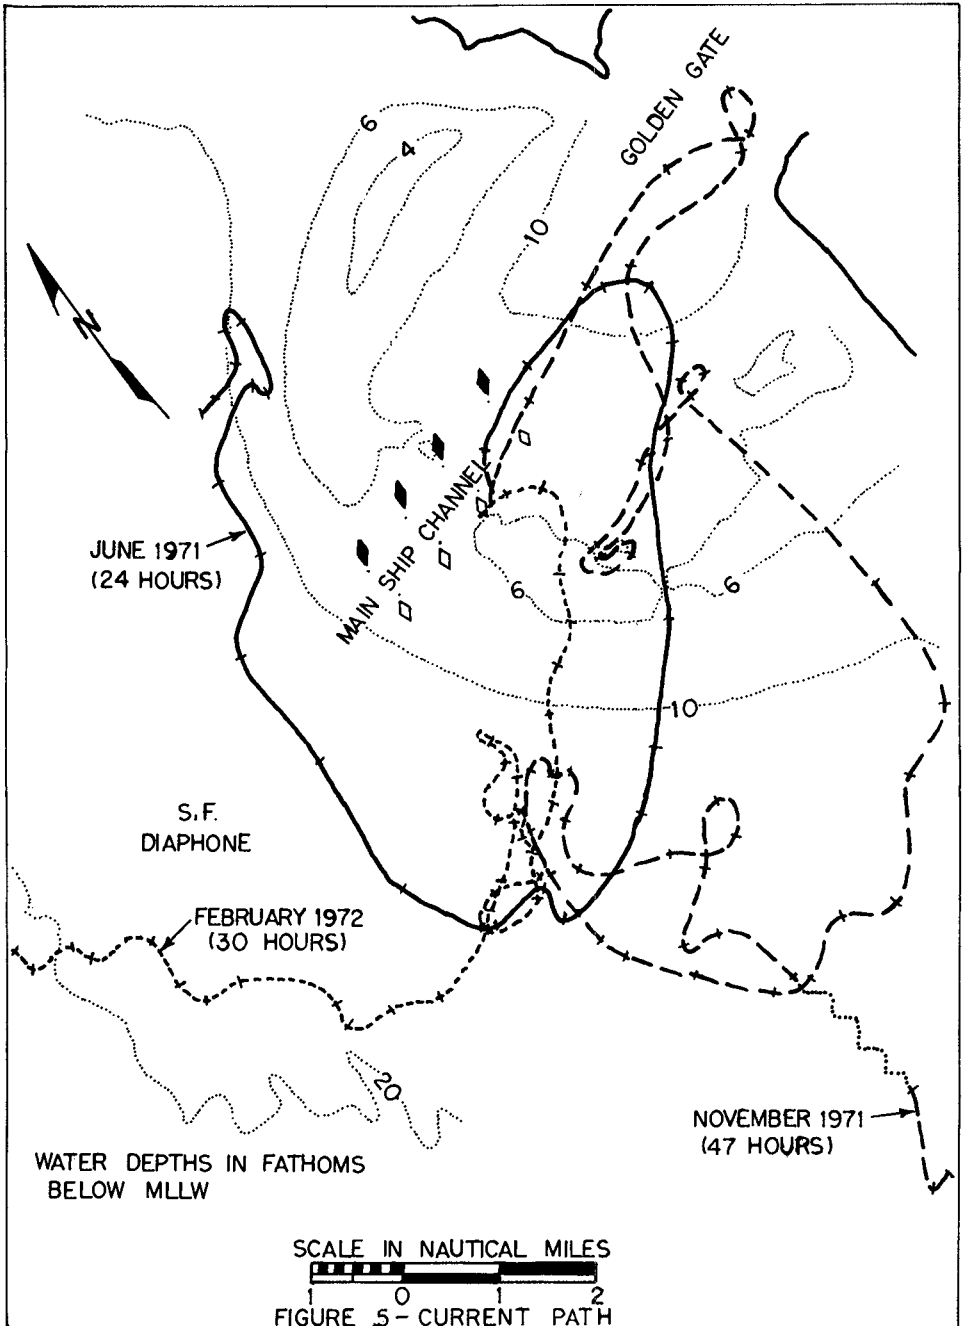 GOLDEN GATE
6
4
10
N
MAIN SHIP CHANNEL
JUNE 1971
(24 HOURS)
6
6
10
S.F.
DIAPHONE
FEBRUARY 1972
(30 HOURS)
20
NOVEMBER 1971
(47 HOURS)
WATER DEPTHS IN FATHOMS
BELOW MLLW
SCALE IN NAUTICAL MILES
1 0 1 2
FIGURE .5 - CURRENT PATH